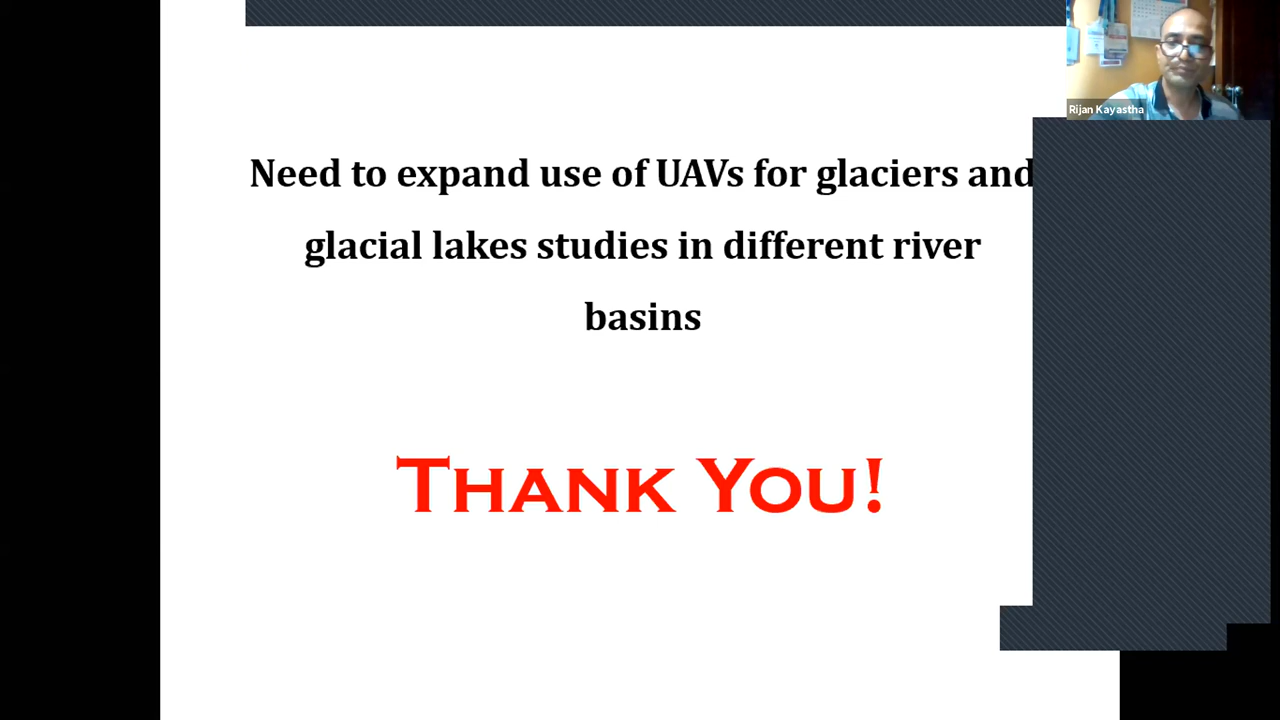 Rijan Kayastha
Need to expand use of UAVs for glaciers and
glacial lakes studies in different river
basins
THANK YOU!